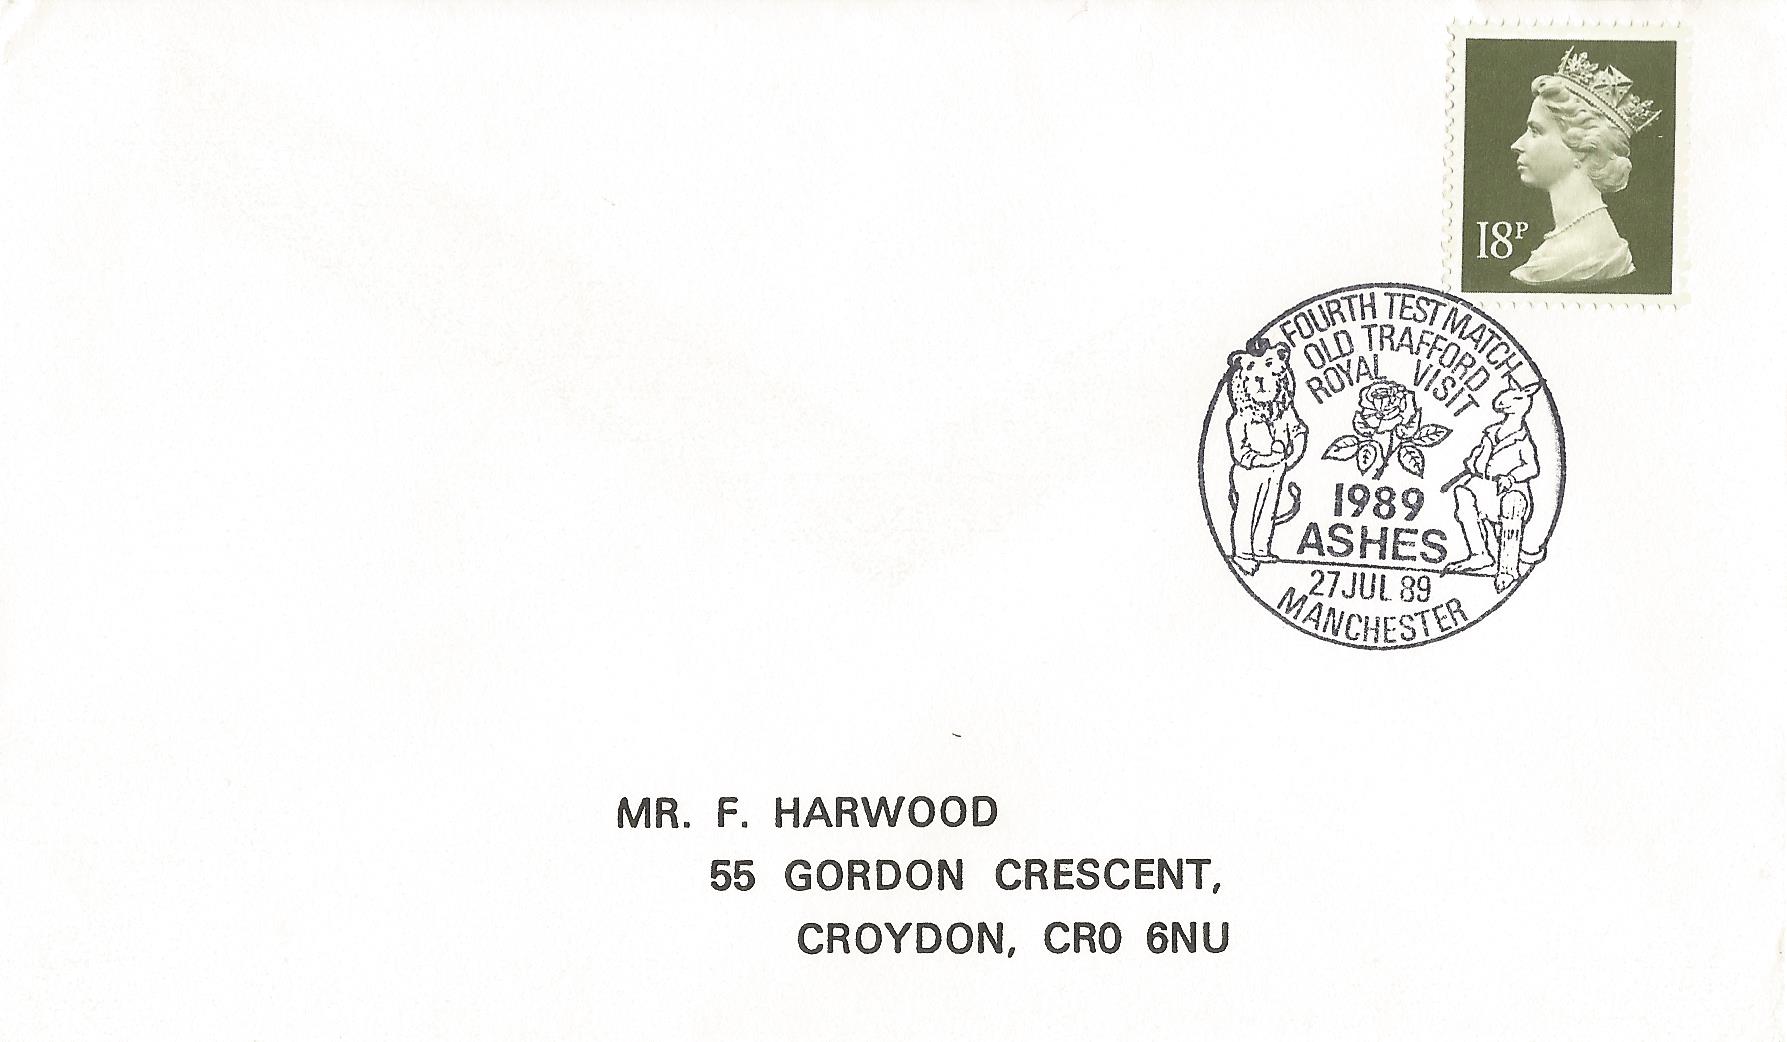 18P
FOURTH TEST MATCH
OLD TRAFFORD
ROYAL VISIT
1989
ASHES
27 JUL 89
MANCHESTER
MR. F. HARWOOD
55 GORDON CRESCENT,
CROYDON, CR0 6NU